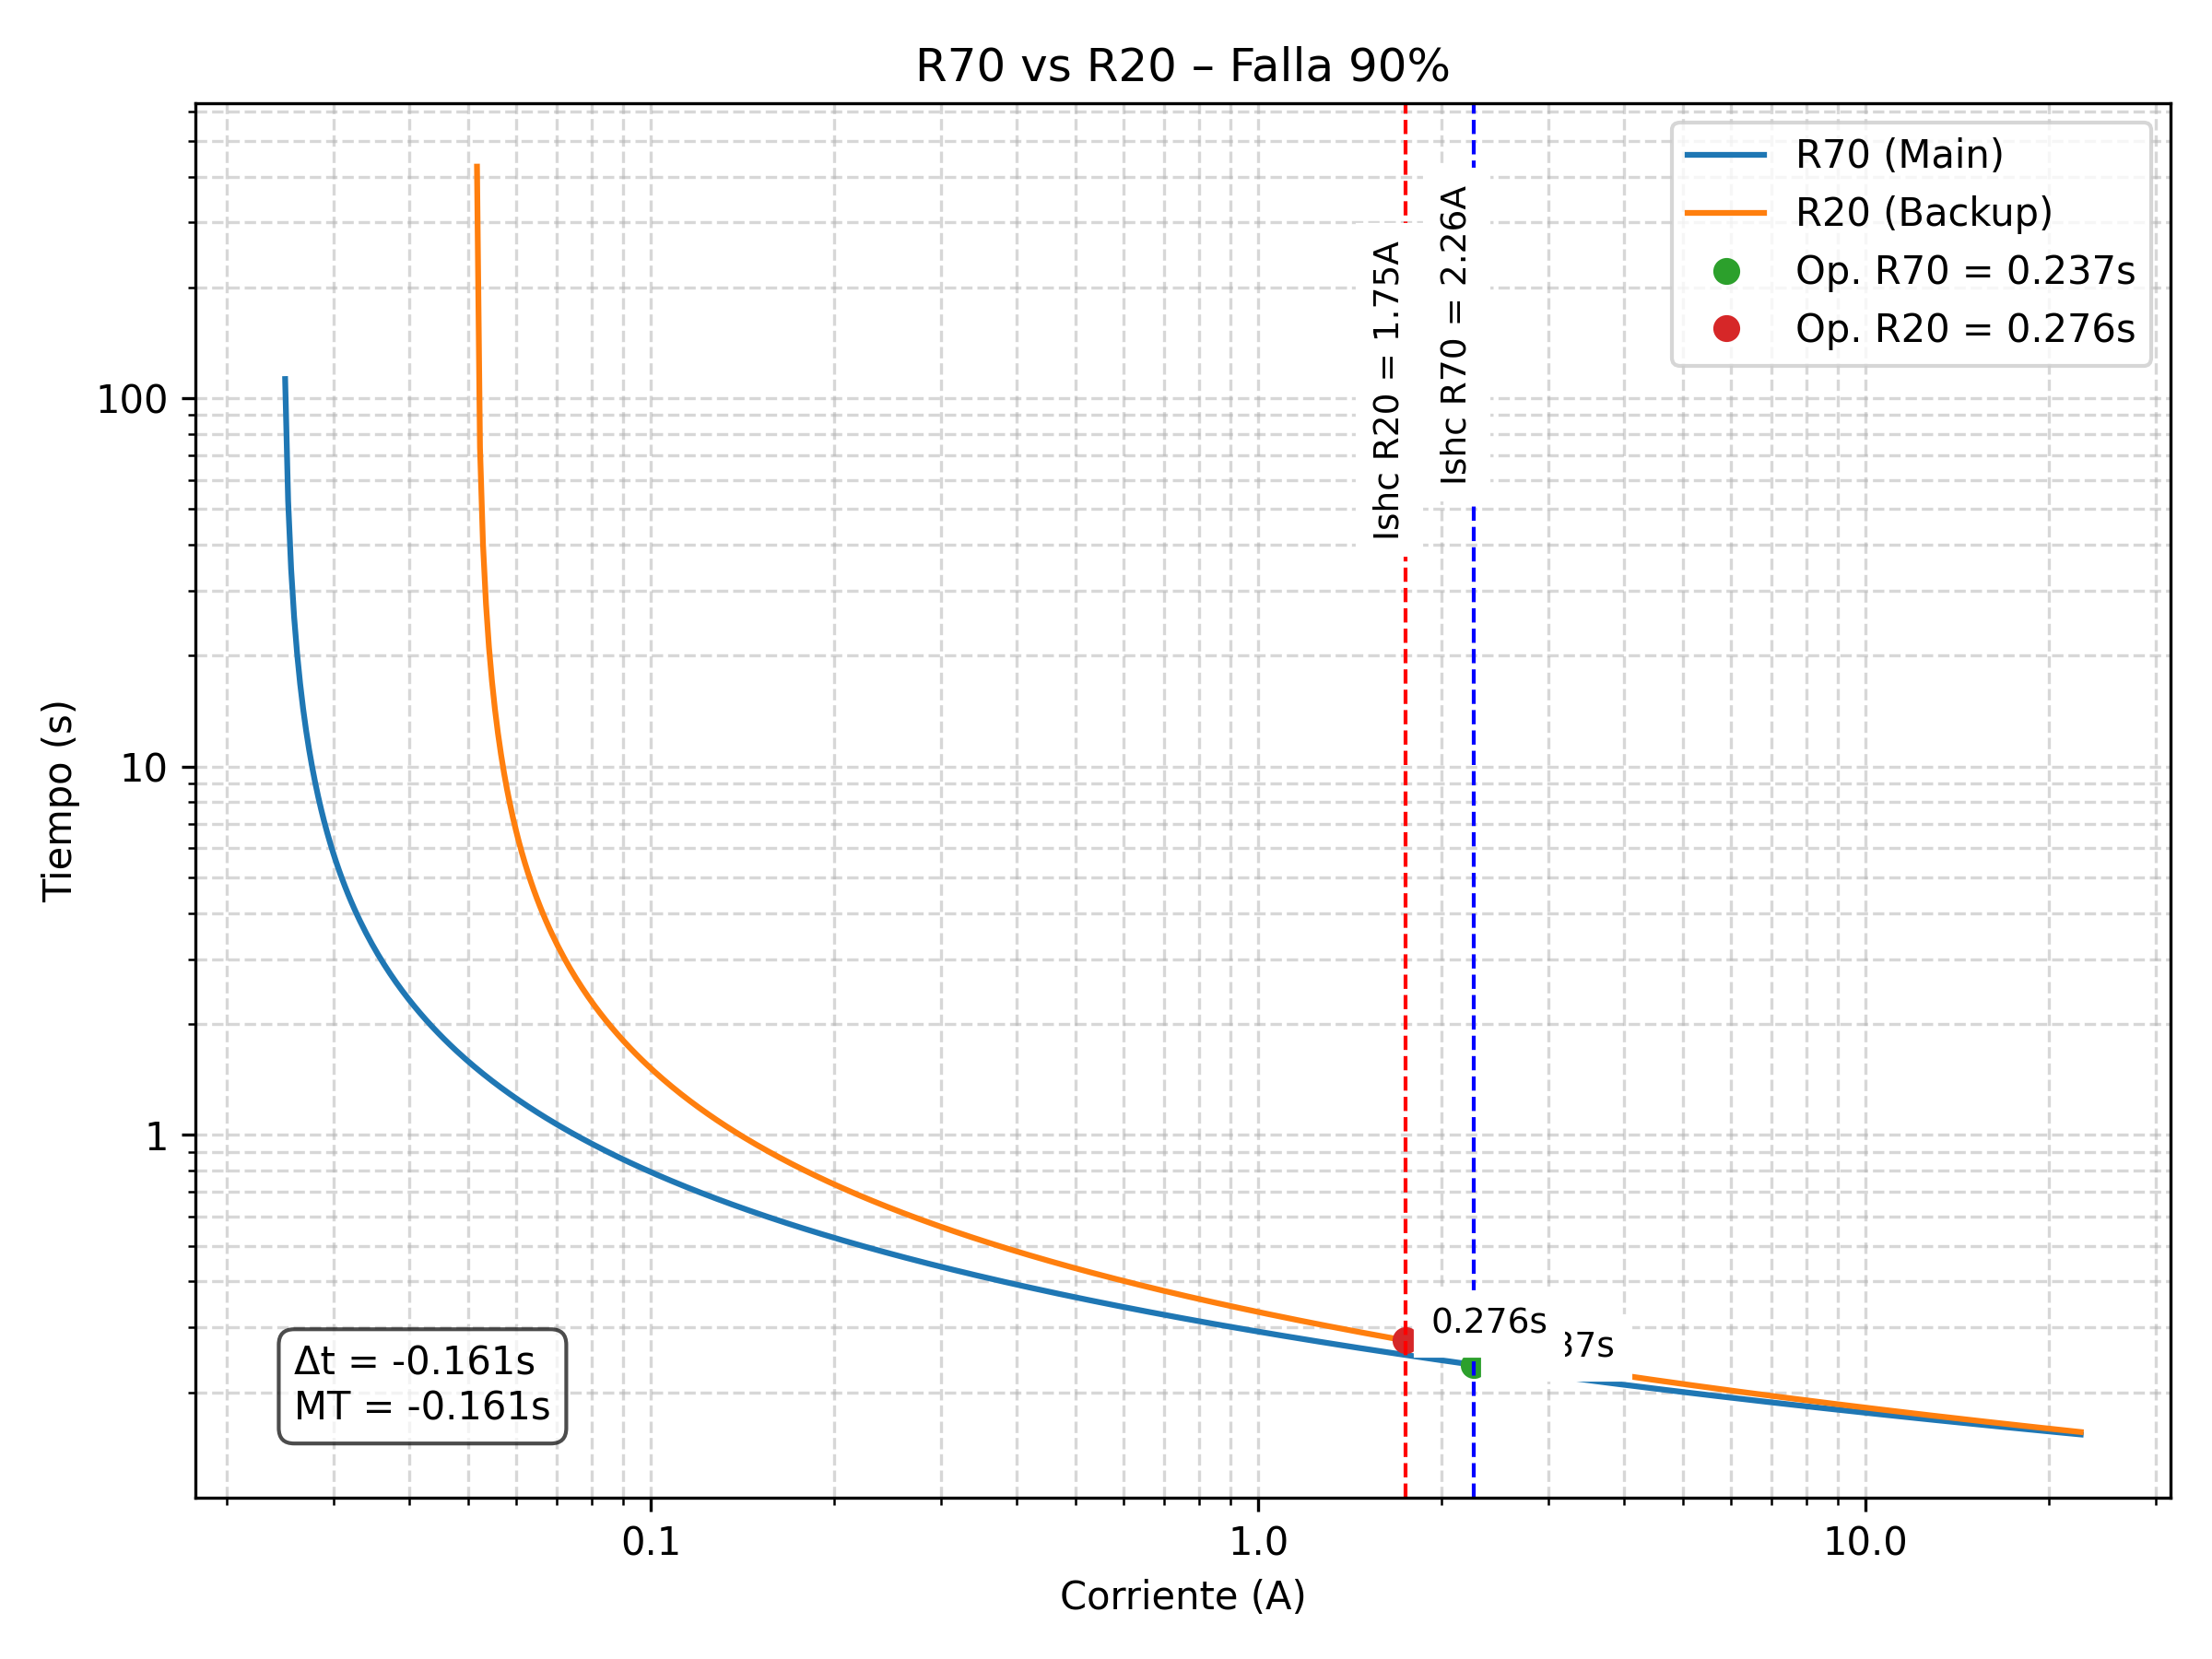 R70 vs R20 – Falla 90%
R70 (Main)
R20 (Backup)
Op. R70 = 0.237s
Op. R20 = 0.276s
Ishc R20 = 1.75A
Ishc R70 = 2.26A
100
10
1
Tiempo (s)
0.276s
37s
Δt = -0.161s
MT = -0.161s
0.1
1.0
10.0
Corriente (A)